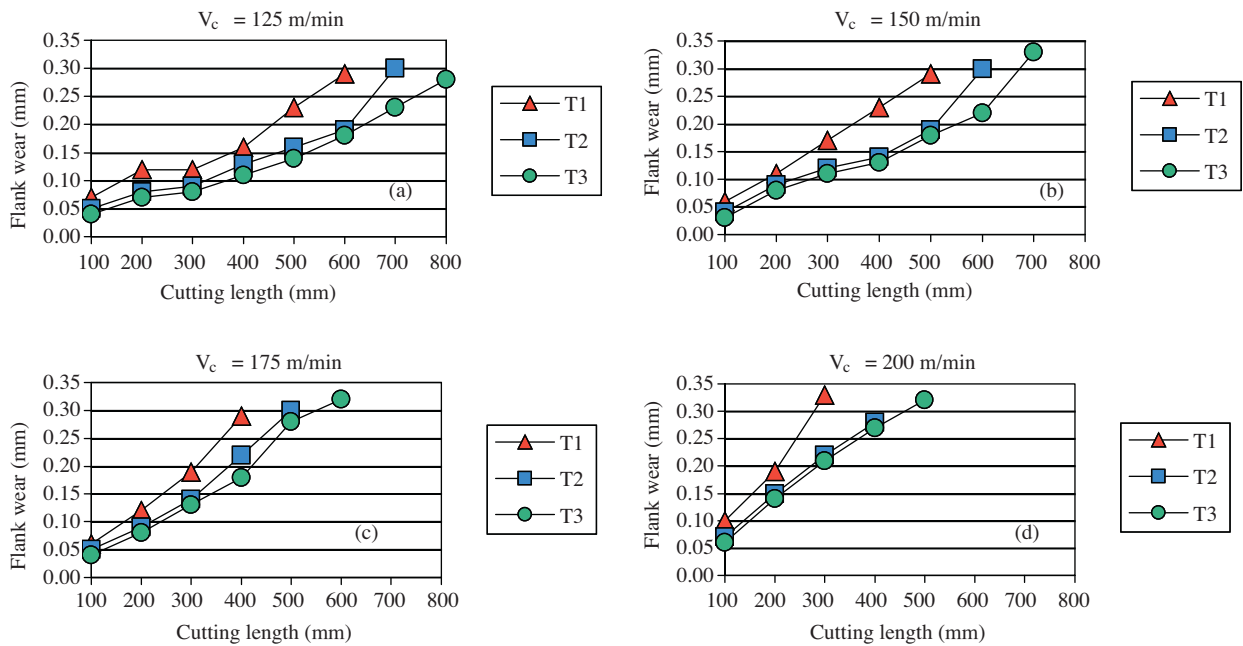 V_c = 125 m/min
Flank wear (mm)
0.35
0.30
0.25
0.20
0.15
0.10
0.05
0.00
(a)
100 200 300 400 500 600 700 800
Cutting length (mm)
T1
T2
T3
V_c = 150 m/min
Flank wear (mm)
0.35
0.30
0.25
0.20
0.15
0.10
0.05
0.00
(b)
100 200 300 400 500 600 700 800
Cutting length (mm)
T1
T2
T3
V_c = 175 m/min
Flank wear (mm)
0.35
0.30
0.25
0.20
0.15
0.10
0.05
0.00
(c)
100 200 300 400 500 600 700 800
Cutting length (mm)
T1
T2
T3
V_c = 200 m/min
Flank wear (mm)
0.35
0.30
0.25
0.20
0.15
0.10
0.05
0.00
(d)
100 200 300 400 500 600 700 800
Cutting length (mm)
T1
T2
T3